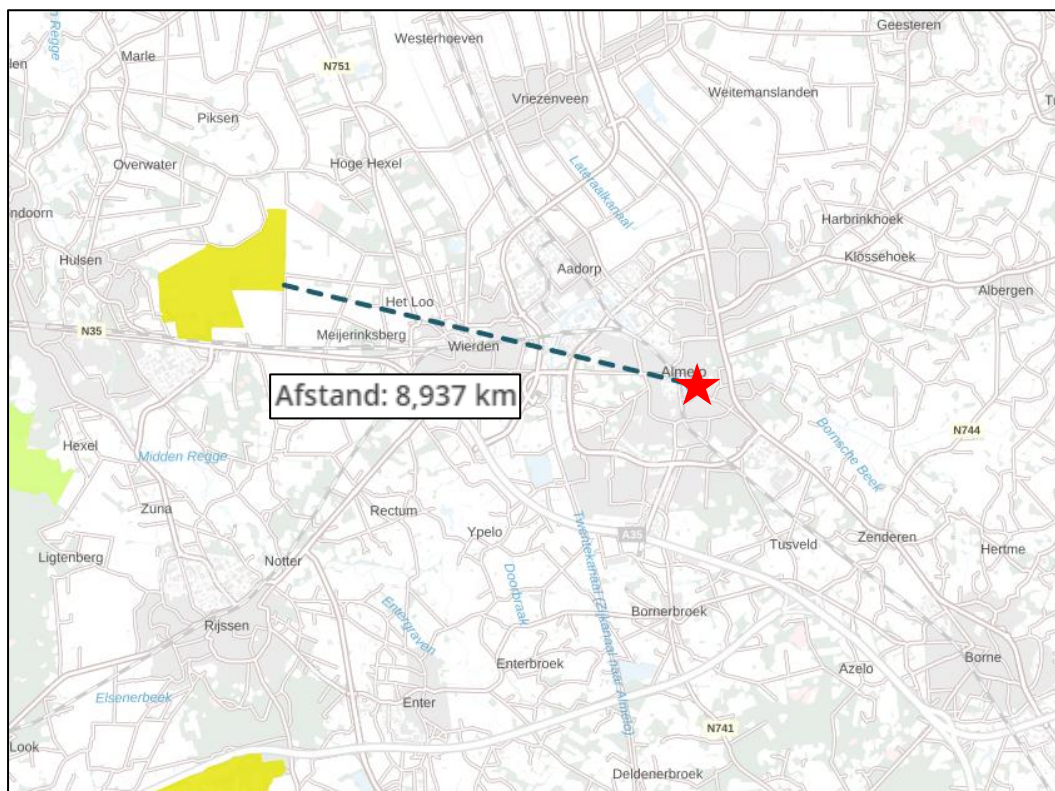 Geesteren
Westerhoeven
Marle
N751
Regge
Vriezenveen
Weitemanslanden
Piksen
Overwater
Hoge Hexel
Lateraalkanaal
Harbrinkhoek
Klossehoek
Hulsen
Aadorp
Albergen
Het Loo
N35
Meijerinksberg
Wierden
Almelo
Afstand: 8,937 km
Bornsche Beek
N744
Hexel
Midden Regge
Zuna
Rectum
Ypelo
Twentekanaal (Zijkanaal naar Almelo)
A35
Tusveld
Zenderen
Hertme
Ligtenberg
Notter
Doorbraak
Entergraven
Bornerbroek
Rijssen
Enterbroek
Azelo
Borne
Elsenerbeek
Enter
N741
Look
Deldenerbroek